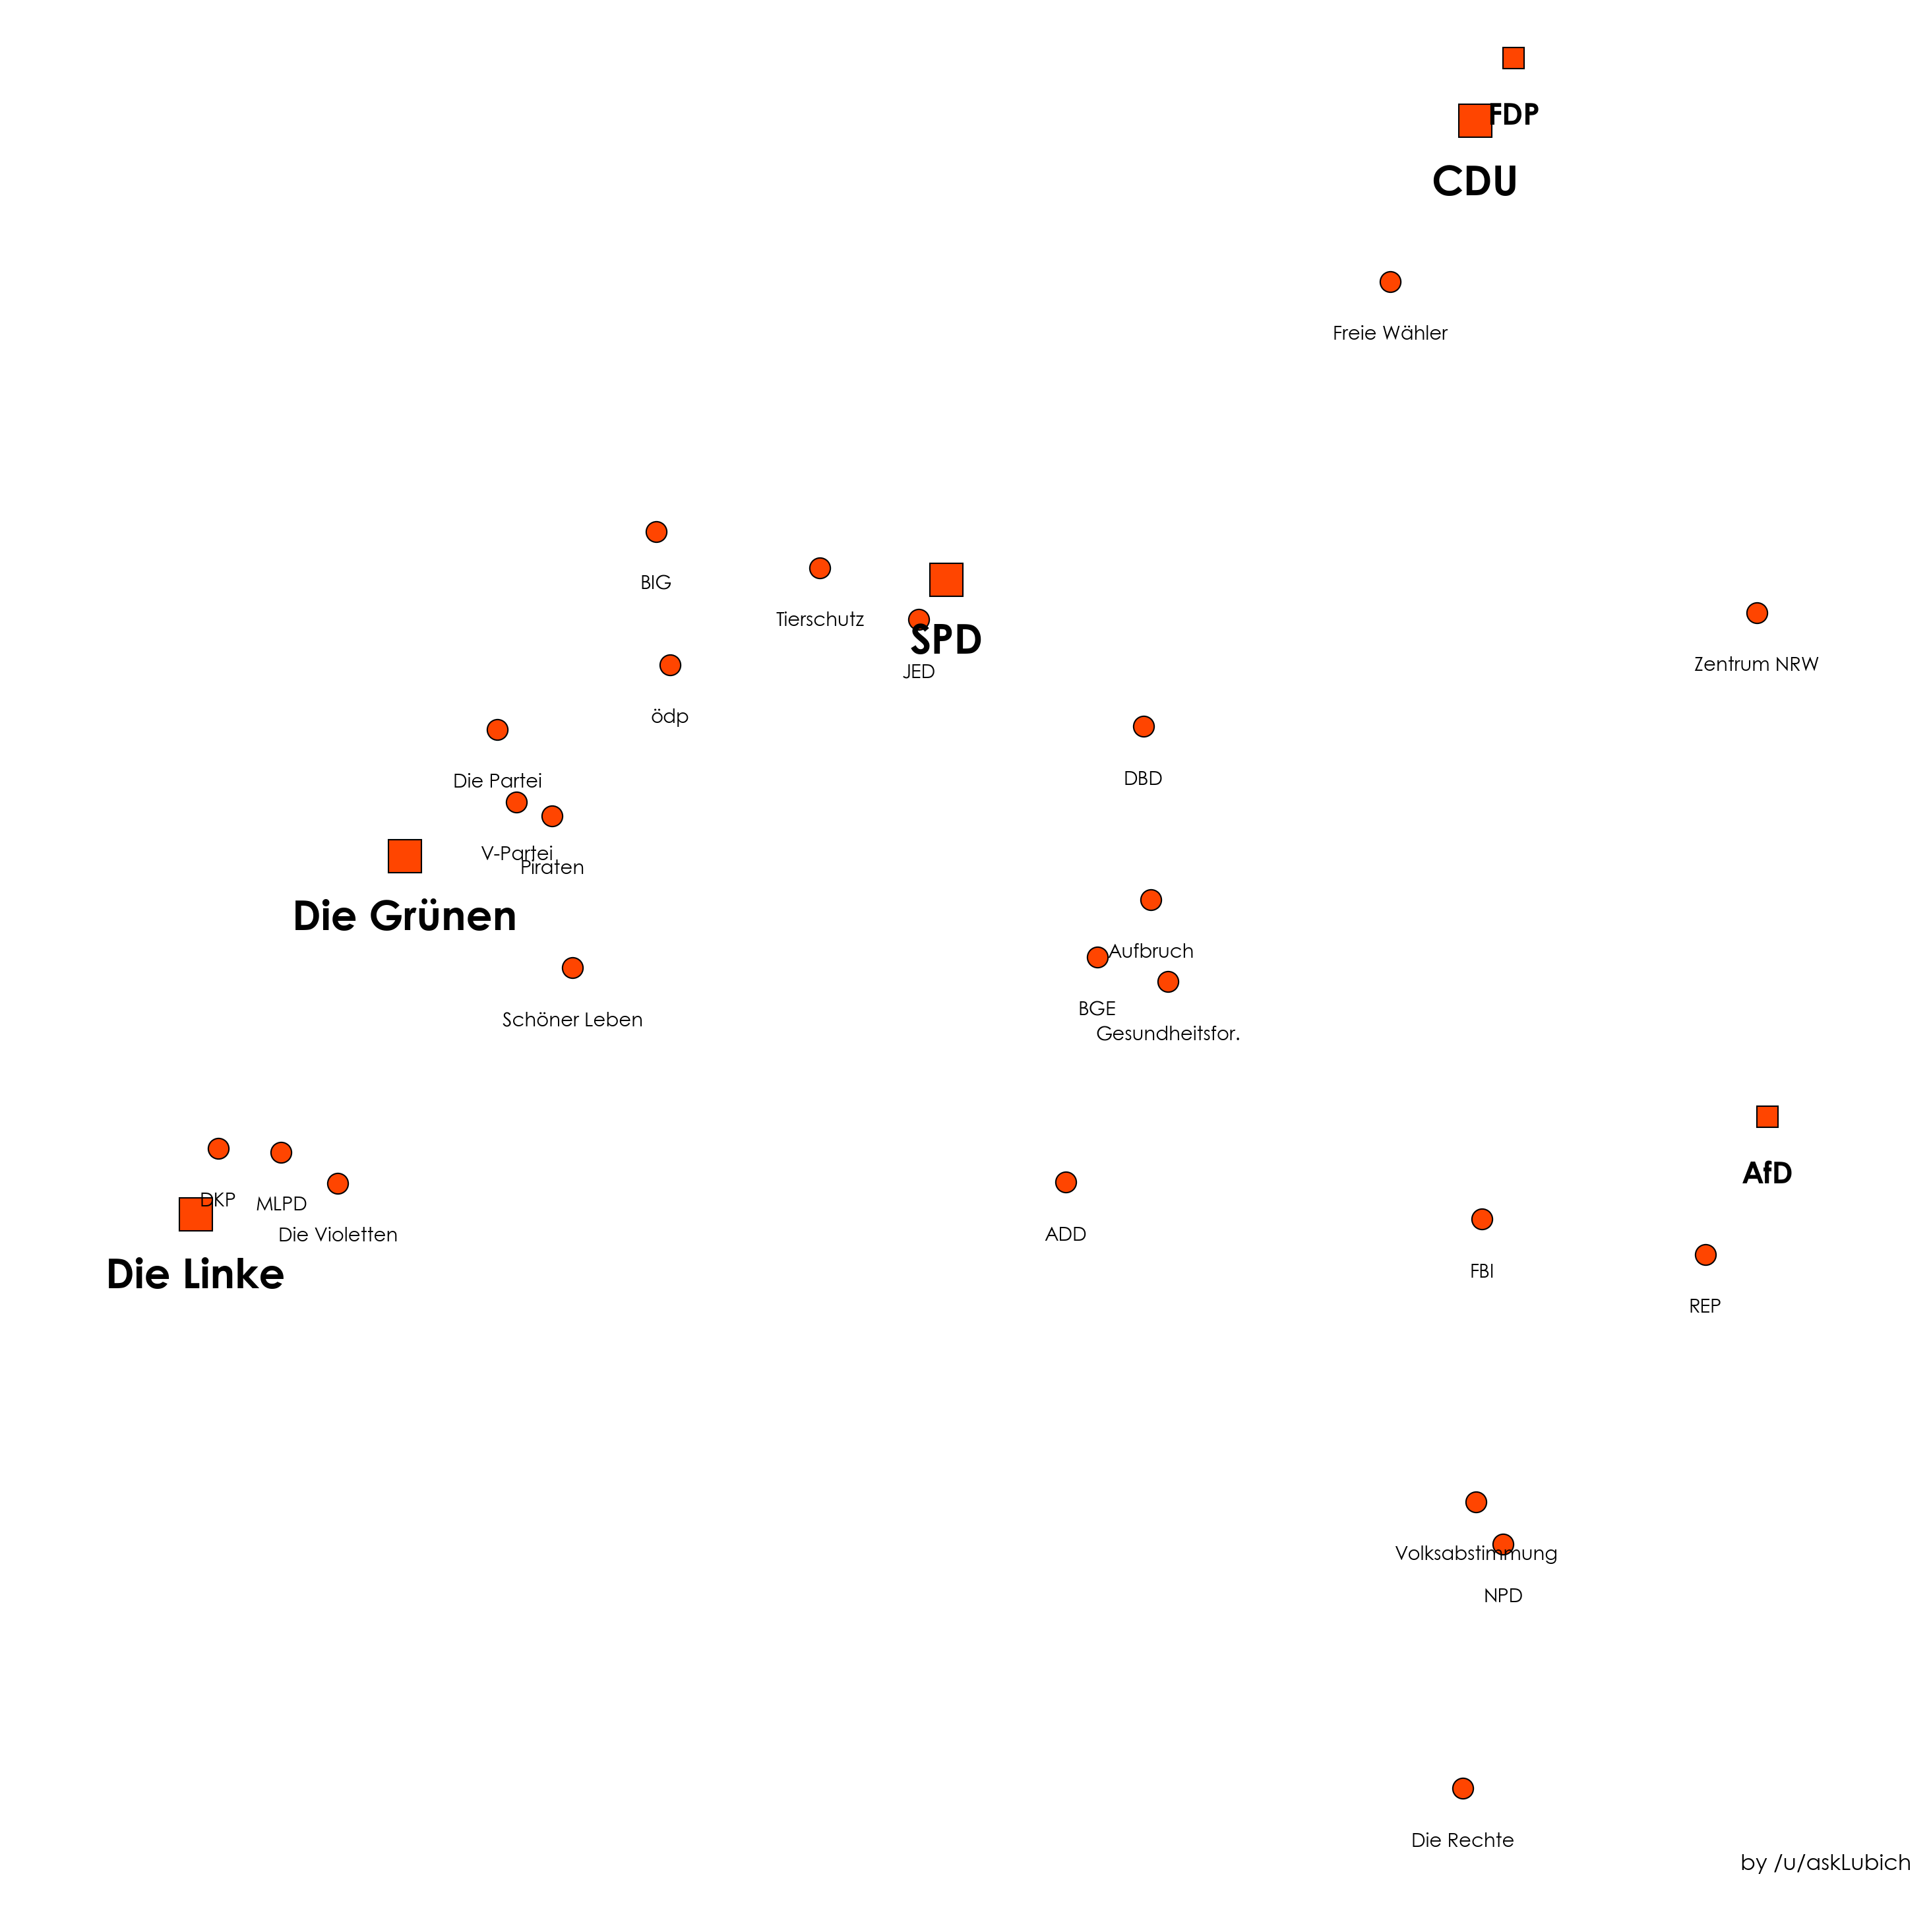 FDP
CDU
Freie Wähler
BIG
Tierschutz
SPD
JED
Zentrum NRW
ödp
Die Partei
DBD
V-Partei
Piraten
Die Grünen
Aufbruch
BGE
Schöner Leben
Gesundheitsfor.
AfD
DKP
MLPD
Die Violetten
ADD
Die Linke
FBI
REP
Volksabstimmung
NPD
Die Rechte
by /u/askLubich